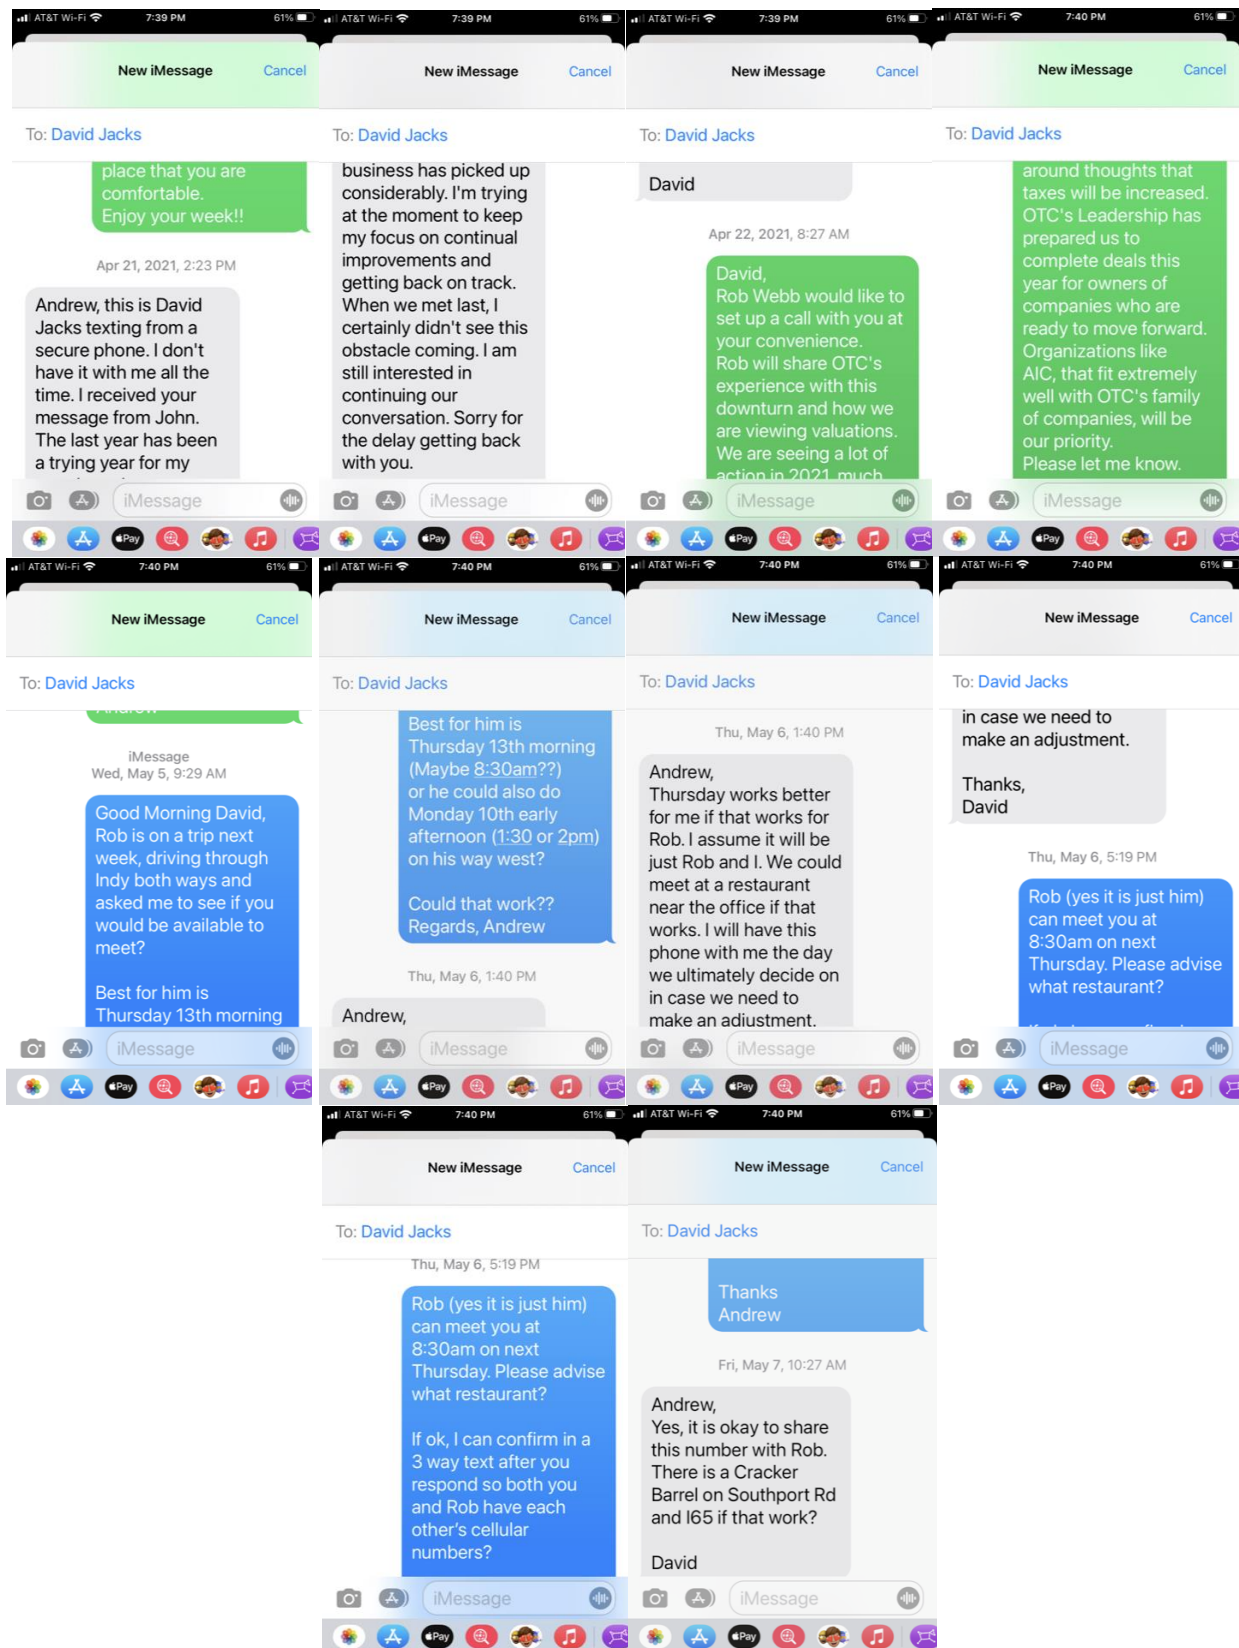 AT&T Wi-Fi 7:39 PM 61%
New iMessage Cancel
To: David Jacks
place that you are
comfortable.
Enjoy your week!!
Apr 21, 2021, 2:23 PM
Andrew, this is David
Jacks texting from a
secure phone. I don't
have it with me all the
time. I received your
message from John.
The last year has been
a trying year for my
iMessage
Pay
AT&T Wi-Fi 7:39 PM 61%
New iMessage Cancel
To: David Jacks
business has picked up
considerably. I'm trying
at the moment to keep
my focus on continual
improvements and
getting back on track.
When we met last, I
certainly didn't see this
obstacle coming. I am
still interested in
continuing our
conversation. Sorry for
the delay getting back
with you.
iMessage
Pay
AT&T Wi-Fi 7:39 PM 61%
New iMessage Cancel
To: David Jacks
David
Apr 22, 2021, 8:27 AM
David,
Rob Webb would like to
set up a call with you at
your convenience.
Rob will share OTC's
experience with this
downturn and how we
are viewing valuations.
We are seeing a lot of
action in 2021, much
iMessage
Pay
AT&T Wi-Fi 7:40 PM 61%
New iMessage Cancel
To: David Jacks
around thoughts that
taxes will be increased.
OTC's Leadership has
prepared us to
complete deals this
year for owners of
companies who are
ready to move forward.
Organizations like
AIC, that fit extremely
well with OTC's family
of companies, will be
our priority.
Please let me know.
iMessage
Pay
AT&T Wi-Fi 7:40 PM 61%
New iMessage Cancel
To: David Jacks
Andrew
iMessage
Wed, May 5, 9:29 AM
Good Morning David,
Rob is on a trip next
week, driving through
Indy both ways and
asked me to see if you
would be available to
meet?
Best for him is
Thursday 13th morning
iMessage
Pay
AT&T Wi-Fi 7:40 PM 61%
New iMessage Cancel
To: David Jacks
Best for him is
Thursday 13th morning
(Maybe 8:30am??)
or he could also do
Monday 10th early
afternoon (1:30 or 2pm)
on his way west?
Could that work??
Regards, Andrew
Thu, May 6, 1:40 PM
Andrew,
iMessage
Pay
AT&T Wi-Fi 7:40 PM 61%
New iMessage Cancel
To: David Jacks
Thu, May 6, 1:40 PM
Andrew,
Thursday works better
for me if that works for
Rob. I assume it will be
just Rob and I. We could
meet at a restaurant
near the office if that
works. I will have this
phone with me the day
we ultimately decide on
in case we need to
make an adjustment.
iMessage
Pay
AT&T Wi-Fi 7:40 PM 61%
New iMessage Cancel
To: David Jacks
in case we need to
make an adjustment.
Thanks,
David
Thu, May 6, 5:19 PM
Rob (yes it is just him)
can meet you at
8:30am on next
Thursday. Please advise
what restaurant?
iMessage
Pay
AT&T Wi-Fi 7:40 PM 61%
New iMessage Cancel
To: David Jacks
Thu, May 6, 5:19 PM
Rob (yes it is just him)
can meet you at
8:30am on next
Thursday. Please advise
what restaurant?
If ok, I can confirm in a
3 way text after you
respond so both you
and Rob have each
other's cellular
numbers?
iMessage
Pay
AT&T Wi-Fi 7:40 PM 61%
New iMessage Cancel
To: David Jacks
Thanks
Andrew
Fri, May 7, 10:27 AM
Andrew,
Yes, it is okay to share
this number with Rob.
There is a Cracker
Barrel on Southport Rd
and I65 if that work?
David
iMessage
Pay